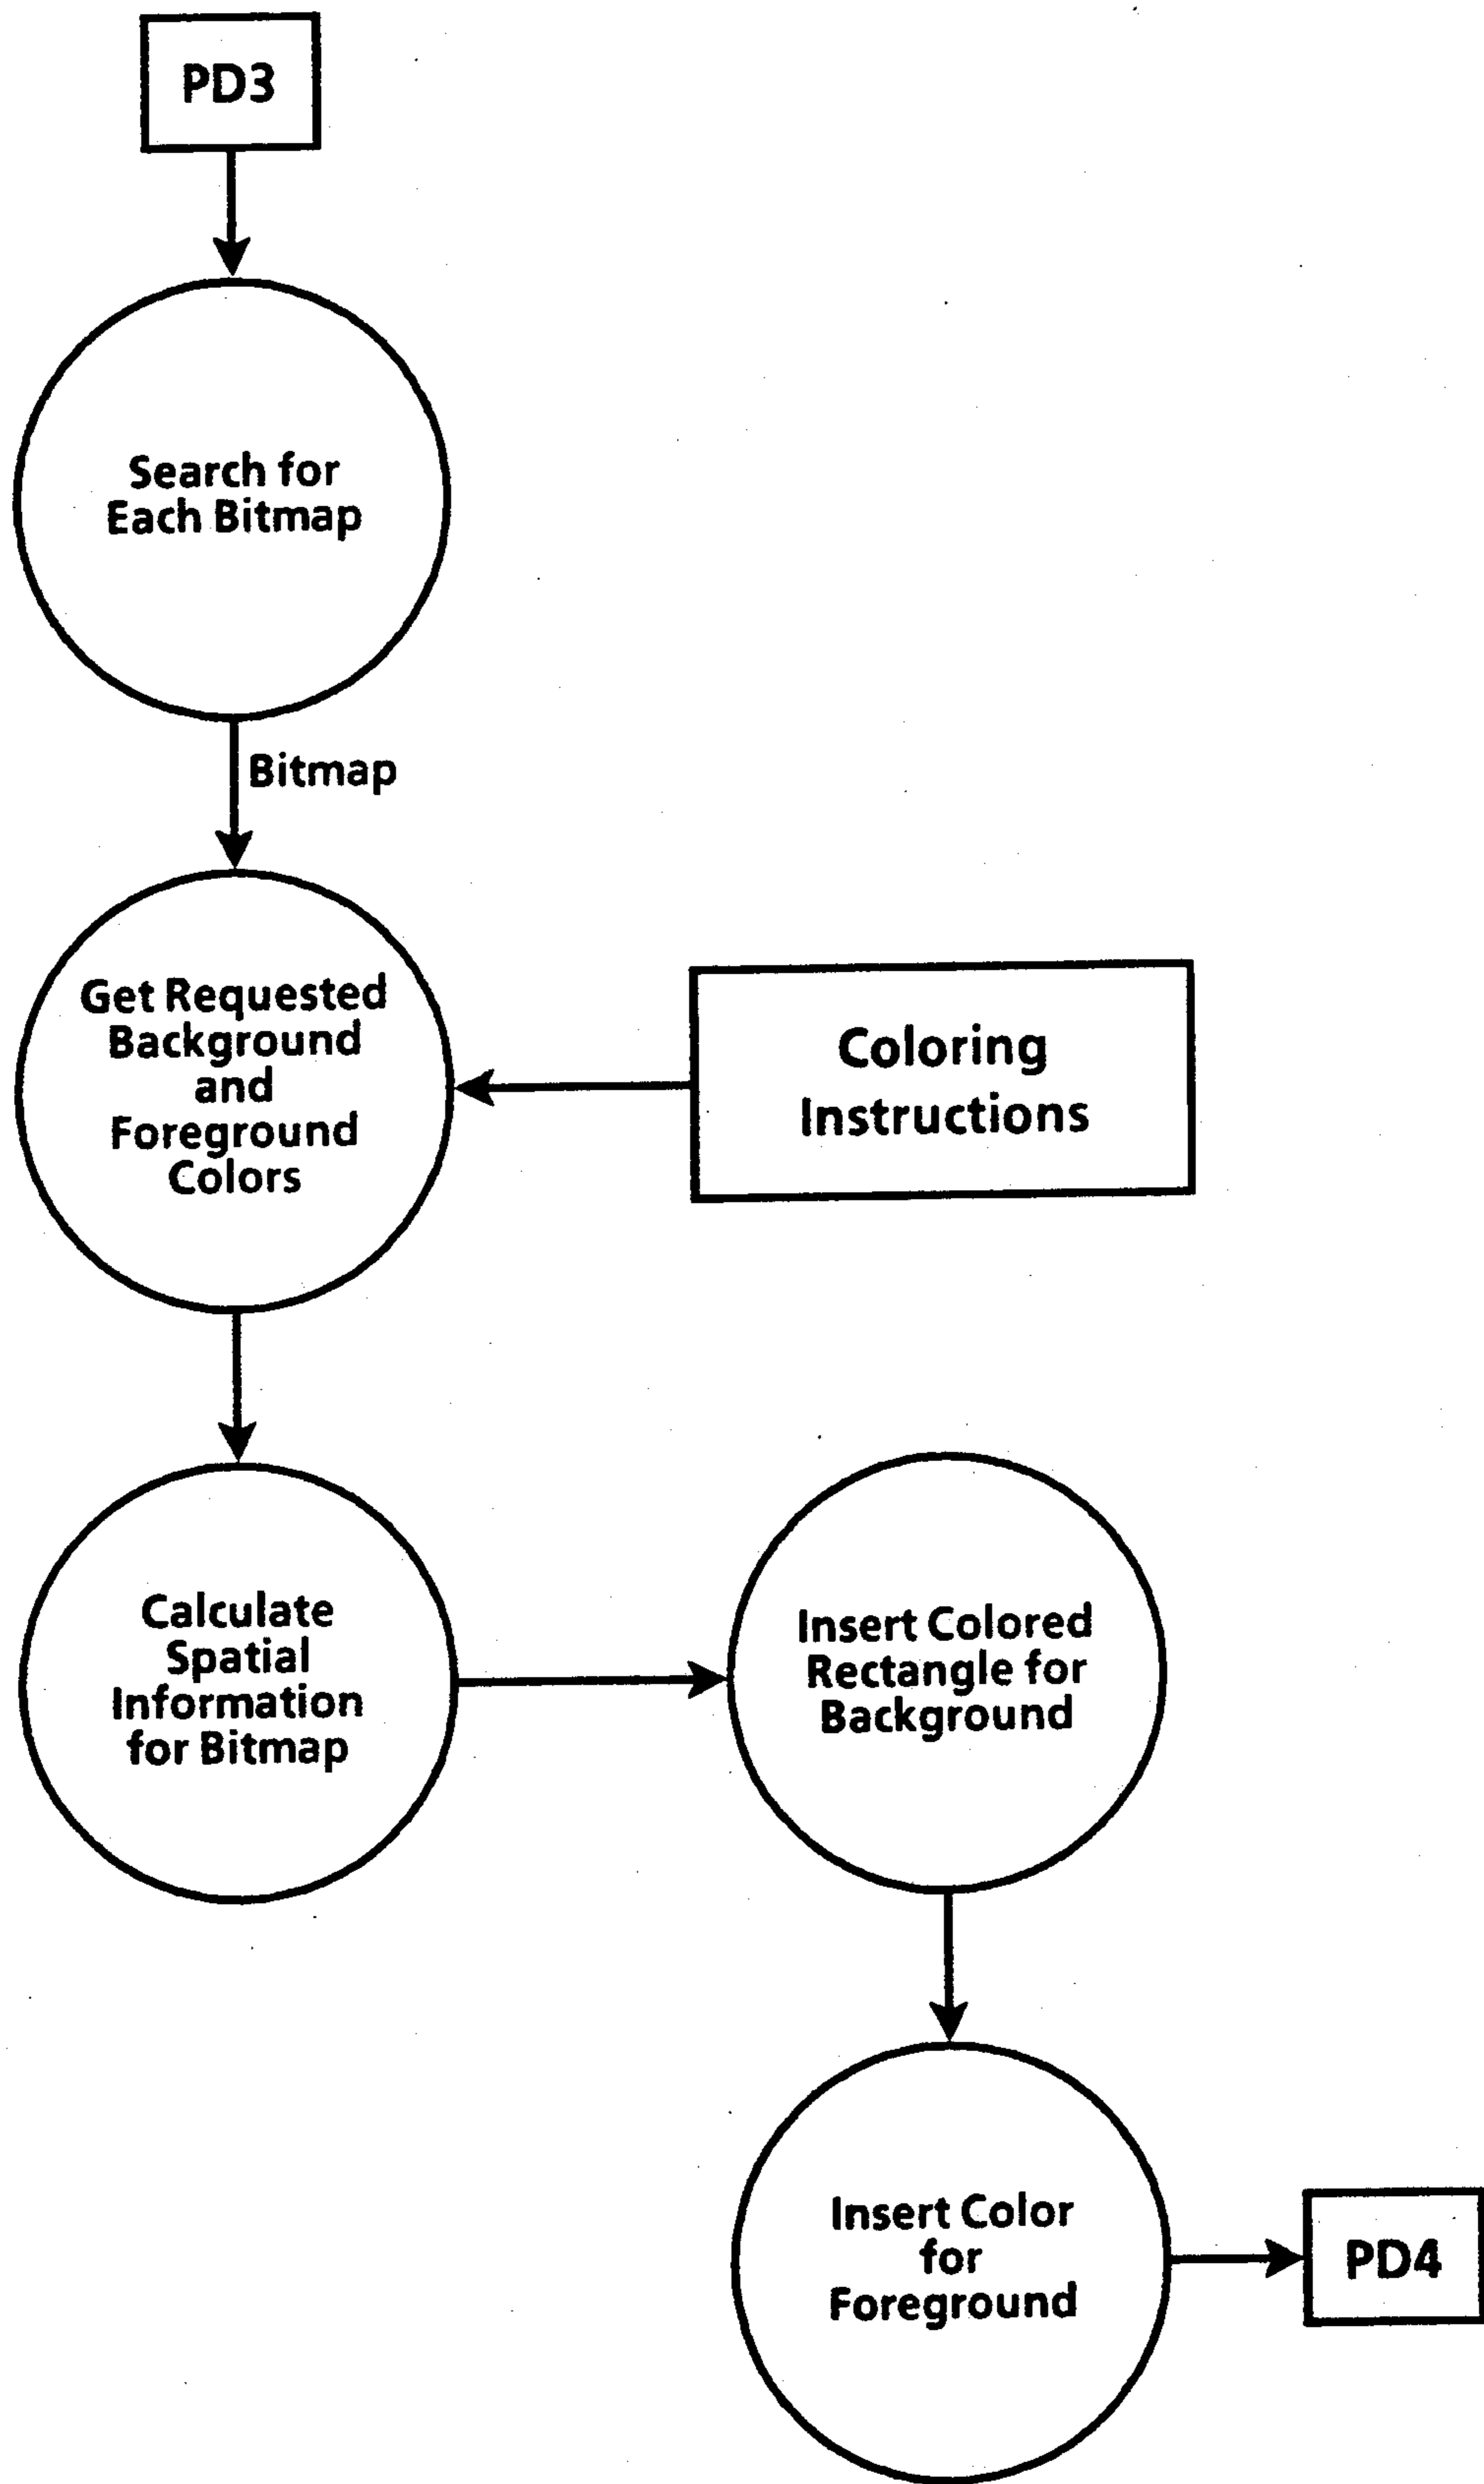 PD3
Search for
Each Bitmap
Bitmap
Get Requested
Background
and
Foreground
Colors
Coloring
Instructions
Calculate
Spatial
Information
for Bitmap
Insert Colored
Rectangle for
Background
Insert Color
for
Foreground
PD4